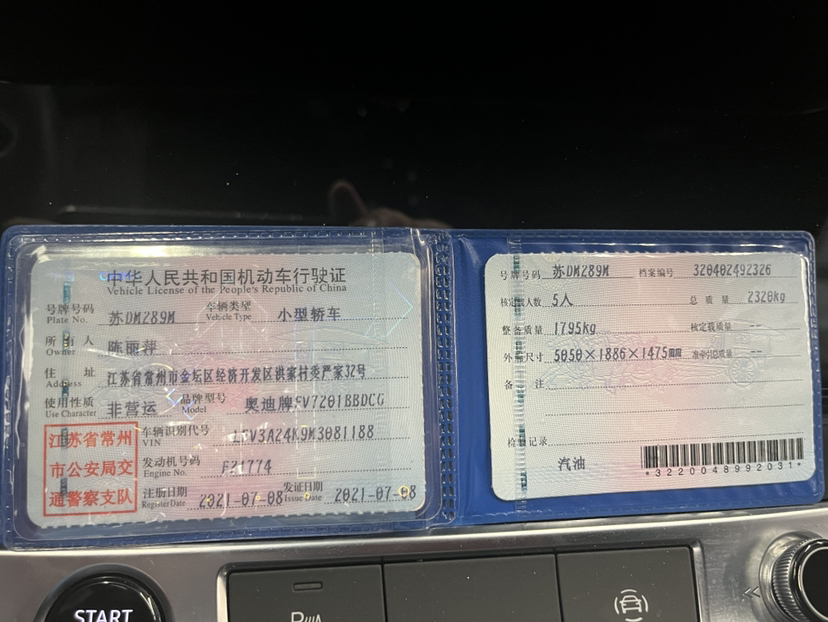 中华人民共和国机动车行驶证
Vehicle License of the People's Republic of China
号牌号码 苏DM289M 车辆类型 小型轿车
Plate No. Vehicle Type
所有人 陈丽萍
Owner
住址 江苏省常州市金坛区经济开发区洪家村委严家32号
Address
使用性质 非营运 品牌型号 奥迪牌FV7201BBDCG
Use Character Model
江苏省常州
市公安局交
通警察支队
车辆识别代号 LFV3A24K9M3081188
VIN
发动机号码
Engine No.
注册日期 2021-07-08 发证日期 2021-07-08
Register Date Issue Date
号牌号码 苏DM289M 档案编号 320402492326
核定载人数 5人 总质量 2320kg
整备质量 1795kg 核定载质量 --
外廓尺寸 5050×1886×1475 准牵引总质量 --
备注
检验记录
汽油
*3220048992031*
START